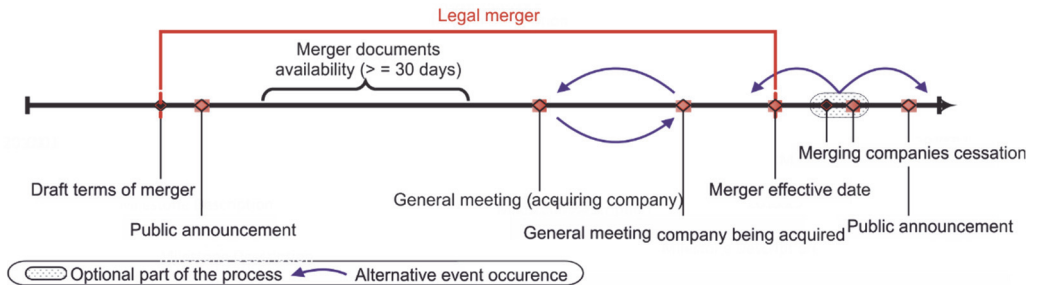 Legal merger
Merger documents
availability (> = 30 days)
Merging companies cessation
Draft terms of merger
General meeting (acquiring company)
Merger effective date
Public announcement
General meeting company being acquired
Public announcement
Optional part of the process
Alternative event occurence